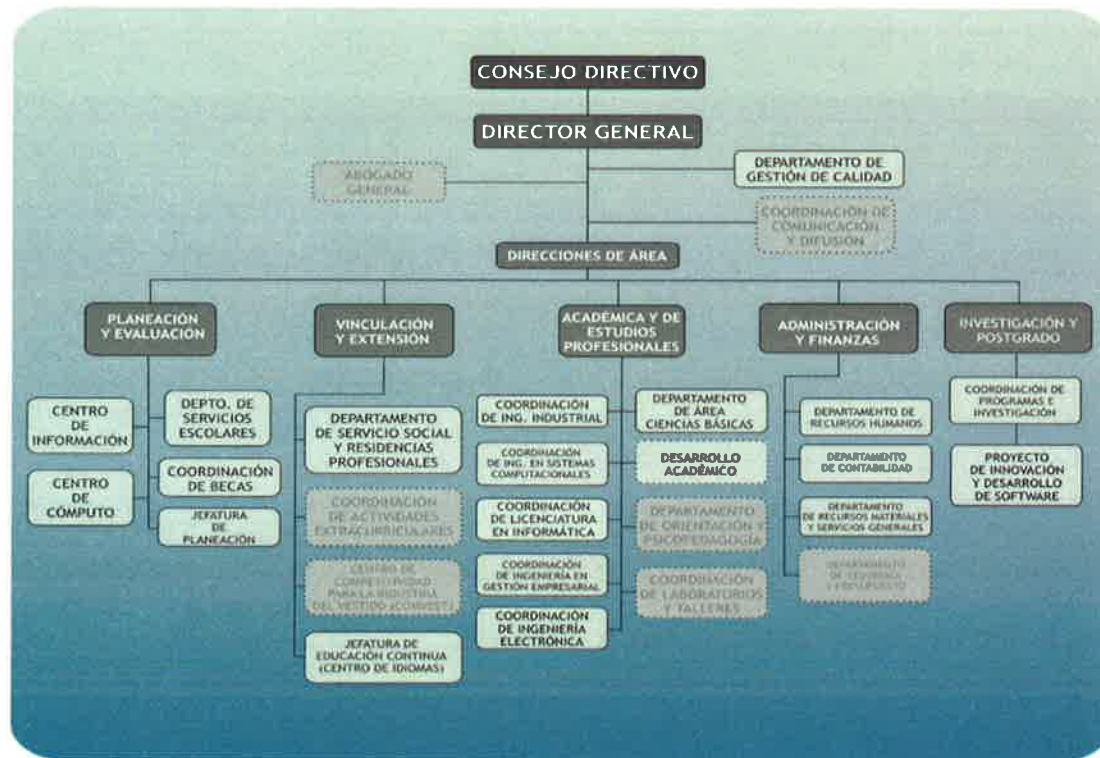 CONSEJO DIRECTIVO
DIRECTOR GENERAL
ABOGADO
GENERAL
DEPARTAMENTO DE
GESTIÓN DE CALIDAD
COORDINACIÓN DE
COMUNICACIÓN
Y DIFUSIÓN
DIRECCIONES DE ÁREA
PLANEACIÓN
Y EVALUACIÓN
VINCULACIÓN
Y EXTENSIÓN
ACADÉMICA Y DE
ESTUDIOS
PROFESIONALES
ADMINISTRACIÓN
Y FINANZAS
INVESTIGACIÓN Y
POSTGRADO
CENTRO
DE
INFORMACIÓN
DEPTO. DE
SERVICIOS
ESCOLARES
CENTRO
DE
CÓMPUTO
COORDINACIÓN
DE BECAS
JEFATURA
DE
PLANEACIÓN
DEPARTAMENTO
DE SERVICIO SOCIAL
Y RESIDENCIAS
PROFESIONALES
COORDINACIÓN
DE ACTIVIDADES
EXTRACURRICULARES
CENTRO DE
COMPETITIVIDAD
PARA LA INDUSTRIA
DEL VESTIDO
JEFATURA DE
EDUCACIÓN CONTINUA
(CENTRO DE IDIOMAS)
COORDINACIÓN
DE ING. INDUSTRIAL
COORDINACIÓN
DE ING. EN SISTEMAS
COMPUTACIONALES
COORDINACIÓN
DE LICENCIATURA
EN INFORMÁTICA
COORDINACIÓN
DE INGENIERÍA EN
GESTIÓN EMPRESARIAL
COORDINACIÓN
DE INGENIERÍA
ELECTRÓNICA
DEPARTAMENTO
DE ÁREA
CIENCIAS BÁSICAS
DESARROLLO
ACADÉMICO
DEPARTAMENTO
DE ORIENTACIÓN Y
PSICOPEDAGOGÍA
COORDINACIÓN
DE LABORATORIOS
Y TALLERES
DEPARTAMENTO DE
RECURSOS HUMANOS
DEPARTAMENTO
DE CONTABILIDAD
DEPARTAMENTO
DE RECURSOS MATERIALES
Y SERVICIOS GENERALES
DEPARTAMENTO
Y PRESUPUESTO
COORDINACIÓN DE
PROGRAMAS E
INVESTIGACIÓN
PROYECTO
DE INNOVACIÓN
Y DESARROLLO
DE SOFTWARE